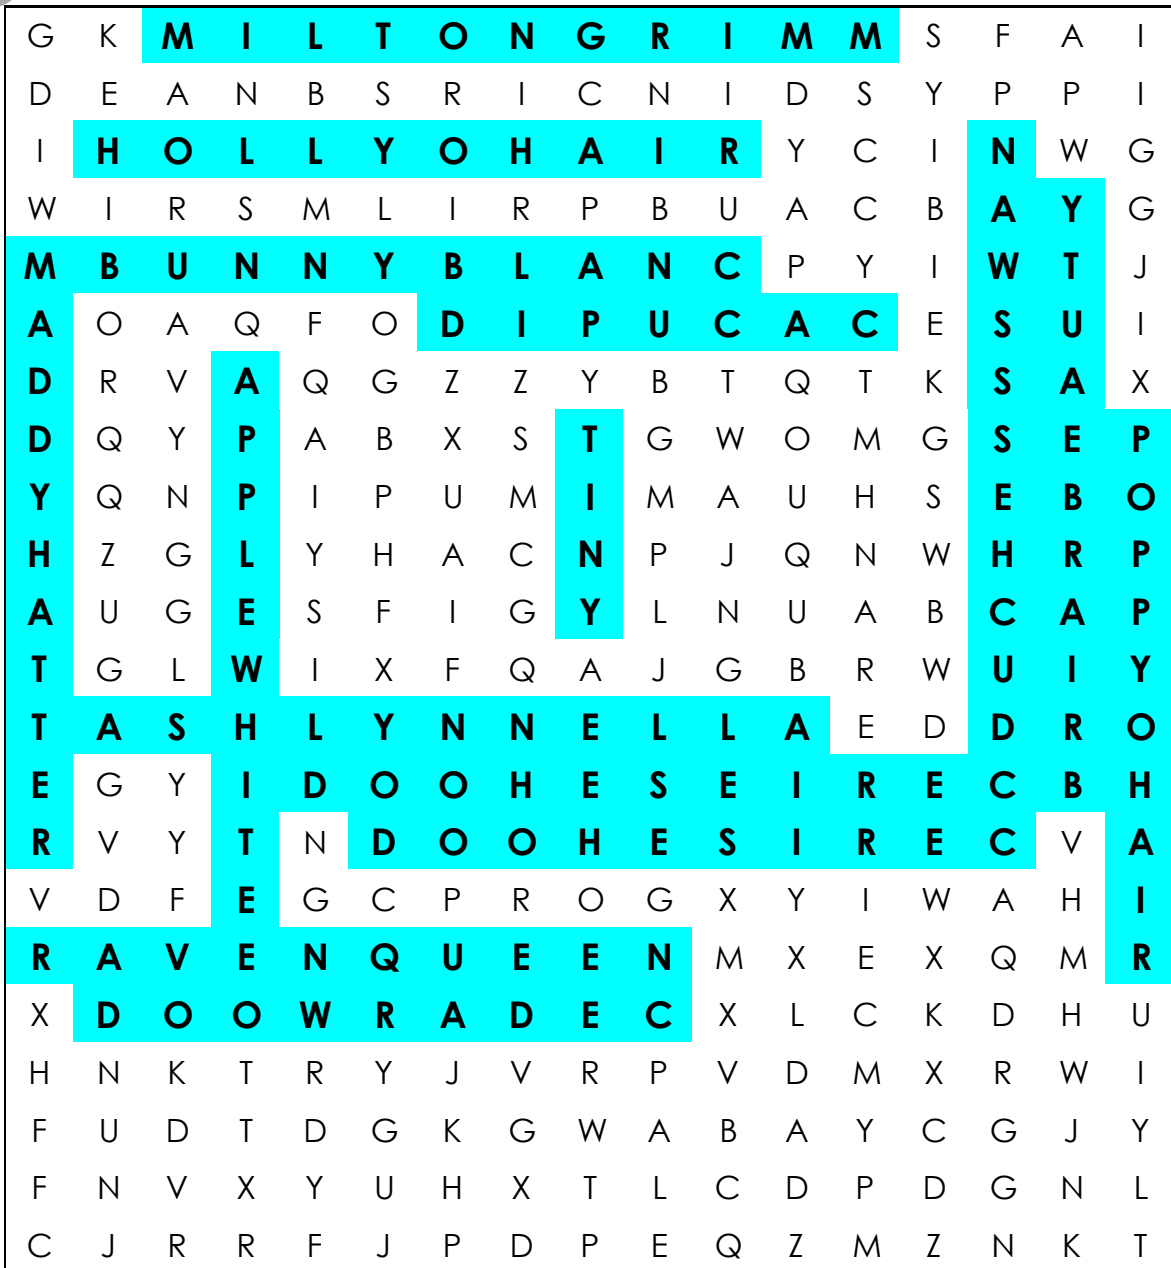 G K M I L T O N G R I M M S F A I
D E A N B S R I C N I D S Y P P I
I H O L L Y O H A I R Y C I N W G
W I R S M L I R P B U A C B A Y G
M B U N N Y B L A N C P Y I W T J
A O A Q F O D I P U C A C E S U I
D R V A Q G Z Z Y B T Q T K S A X
D Q Y P A B X S T G W O M G S E P
Y Q N P I P U M I M A U H S E B O
H Z G L Y H A C N P J Q N W H R P
A U G E S F I G Y L N U A B C A P
T G L W I X F Q A J G B R W U I Y
T A S H L Y N N E L L A E D D R O
E G Y I D O O H E S E I R E C B H
R V Y T N D O O H E S I R E C V A
V D F E G C P R O G X Y I W A H I
R A V E N Q U E E N M X E X Q M R
X D O O W R A D E C X L C K D H U
H N K T R Y J V R P V D M X R W I
F U D T D G K G W A B A Y C G J Y
F N V X Y U H X T L C D P D G N L
C J R R F J P D P E Q Z M Z N K T